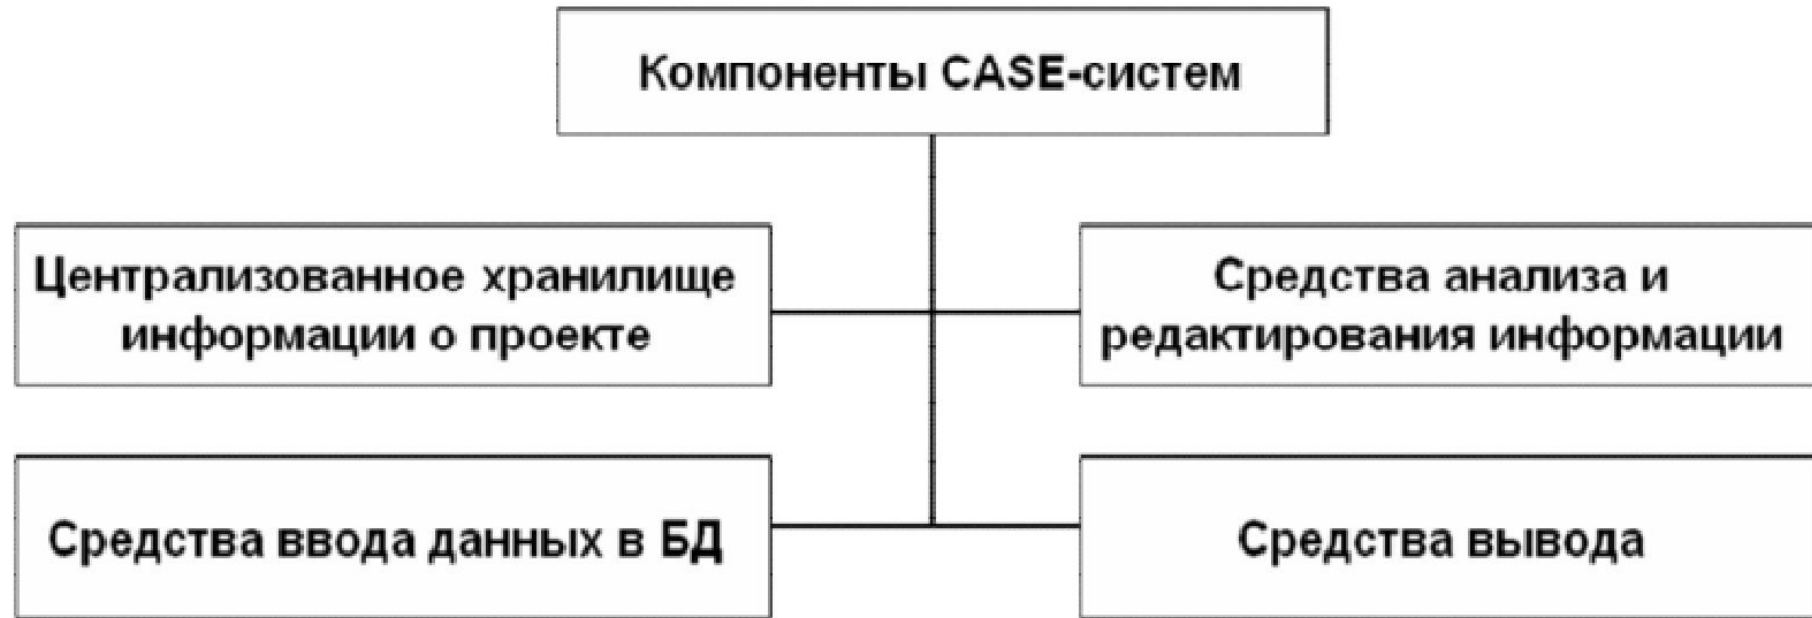 Компоненты CASE-систем
Централизованное хранилище
информации о проекте
Средства анализа и
редактирования информации
Средства ввода данных в БД
Средства вывода